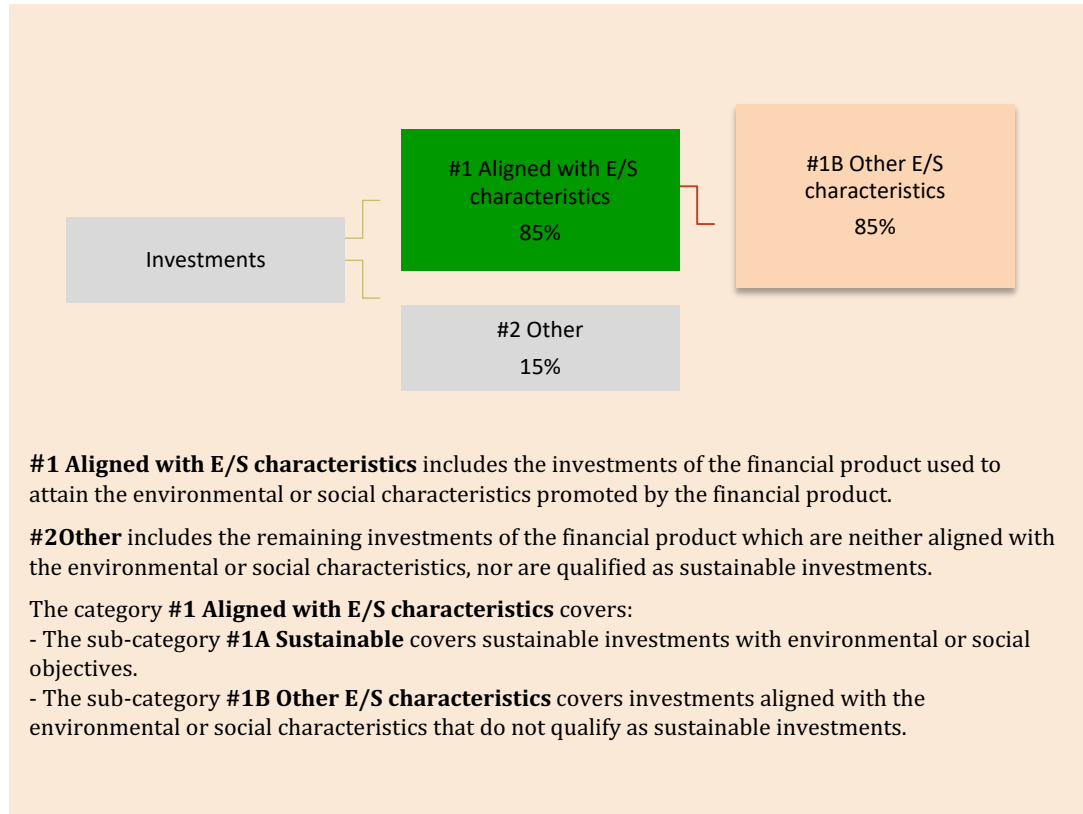 #1 Aligned with E/S
characteristics
85%
#1B Other E/S
characteristics
85%
Investments
#2 Other
15%
#1 Aligned with E/S characteristics includes the investments of the financial product used to
attain the environmental or social characteristics promoted by the financial product.
#2Other includes the remaining investments of the financial product which are neither aligned with
the environmental or social characteristics, nor are qualified as sustainable investments.
The category #1 Aligned with E/S characteristics covers:
- The sub-category #1A Sustainable covers sustainable investments with environmental or social
objectives.
- The sub-category #1B Other E/S characteristics covers investments aligned with the
environmental or social characteristics that do not qualify as sustainable investments.